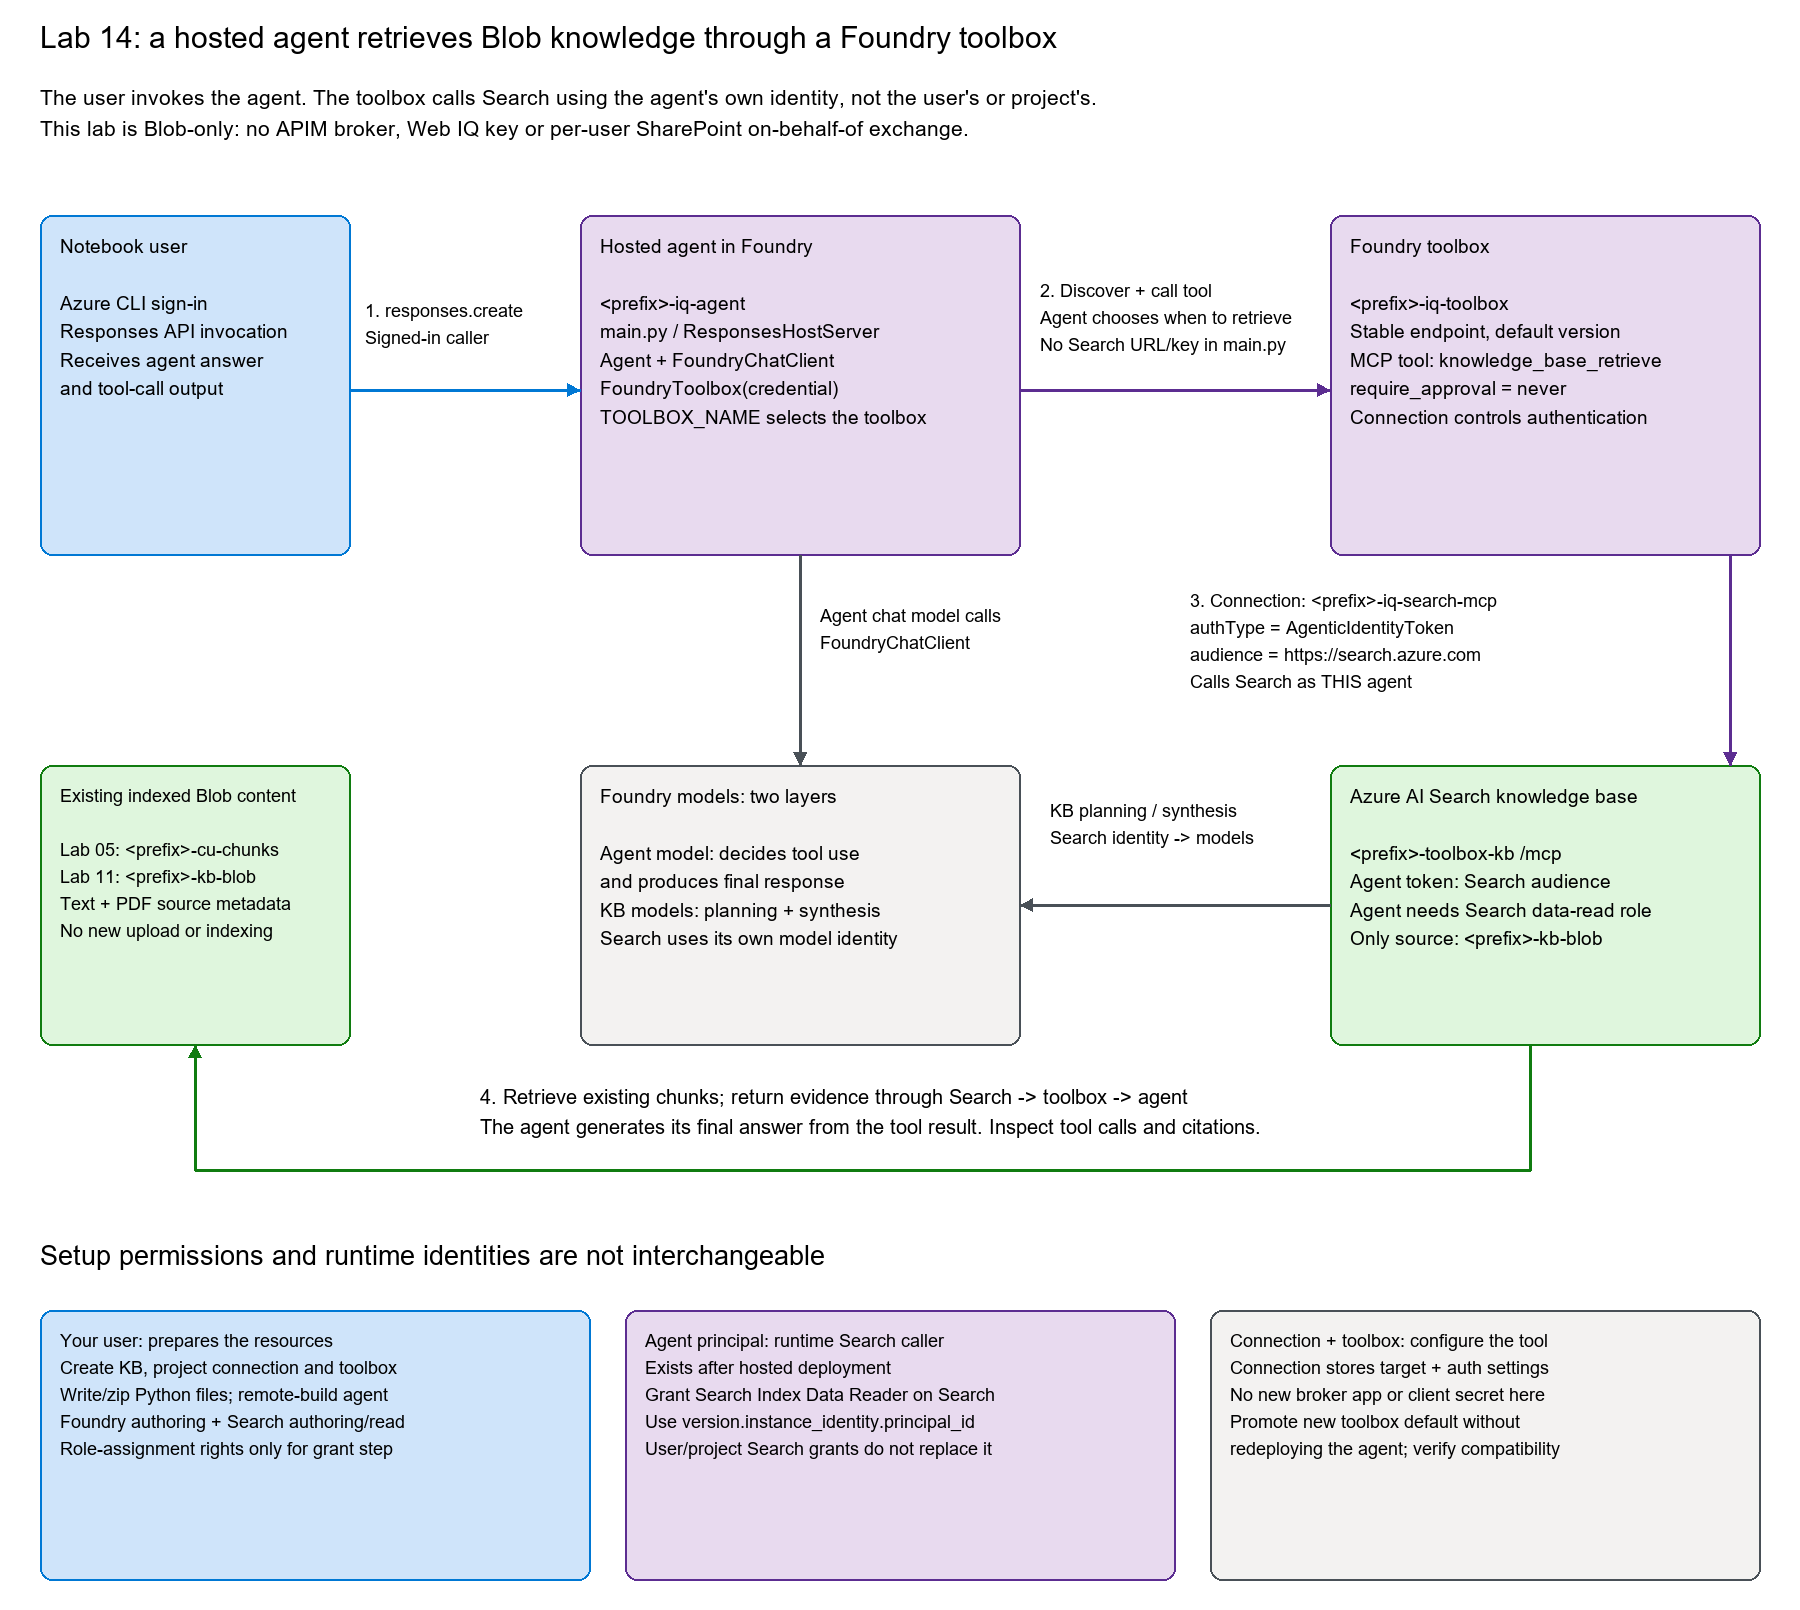 Lab 14: a hosted agent retrieves Blob knowledge through a Foundry toolbox
The user invokes the agent. The toolbox calls Search using the agent's own identity, not the user's or project's.
This lab is Blob-only: no APIM broker, Web IQ key or per-user SharePoint on-behalf-of exchange.
Notebook user
Azure CLI sign-in
Responses API invocation
Receives agent answer
and tool-call output
1. responses.create
Signed-in caller
Hosted agent in Foundry
<prefix>-iq-agent
main.py / ResponsesHostServer
Agent + FoundryChatClient
FoundryToolbox(credential)
TOOLBOX_NAME selects the toolbox
2. Discover + call tool
Agent chooses when to retrieve
No Search URL/key in main.py
Foundry toolbox
<prefix>-iq-toolbox
Stable endpoint, default version
MCP tool: knowledge_base_retrieve
require_approval = never
Connection controls authentication
Agent chat model calls
FoundryChatClient
3. Connection: <prefix>-iq-search-mcp
authType = AgenticIdentityToken
audience = https://search.azure.com
Calls Search as THIS agent
Existing indexed Blob content
Lab 05: <prefix>-cu-chunks
Lab 11: <prefix>-kb-blob
Text + PDF source metadata
No new upload or indexing
Foundry models: two layers
Agent model: decides tool use
and produces final response
KB models: planning + synthesis
Search uses its own model identity
KB planning / synthesis
Search identity -> models
Azure AI Search knowledge base
<prefix>-toolbox-kb /mcp
Agent token: Search audience
Agent needs Search data-read role
Only source: <prefix>-kb-blob
4. Retrieve existing chunks; return evidence through Search -> toolbox -> agent
The agent generates its final answer from the tool result. Inspect tool calls and citations.
Setup permissions and runtime identities are not interchangeable
Your user: prepares the resources
Create KB, project connection and toolbox
Write/zip Python files; remote-build agent
Foundry authoring + Search authoring/read
Role-assignment rights only for grant step
Agent principal: runtime Search caller
Exists after hosted deployment
Grant Search Index Data Reader on Search
Use version.instance_identity.principal_id
User/project Search grants do not replace it
Connection + toolbox: configure the tool
Connection stores target + auth settings
No new broker app or client secret here
Promote new toolbox default without
redeploying the agent; verify compatibility